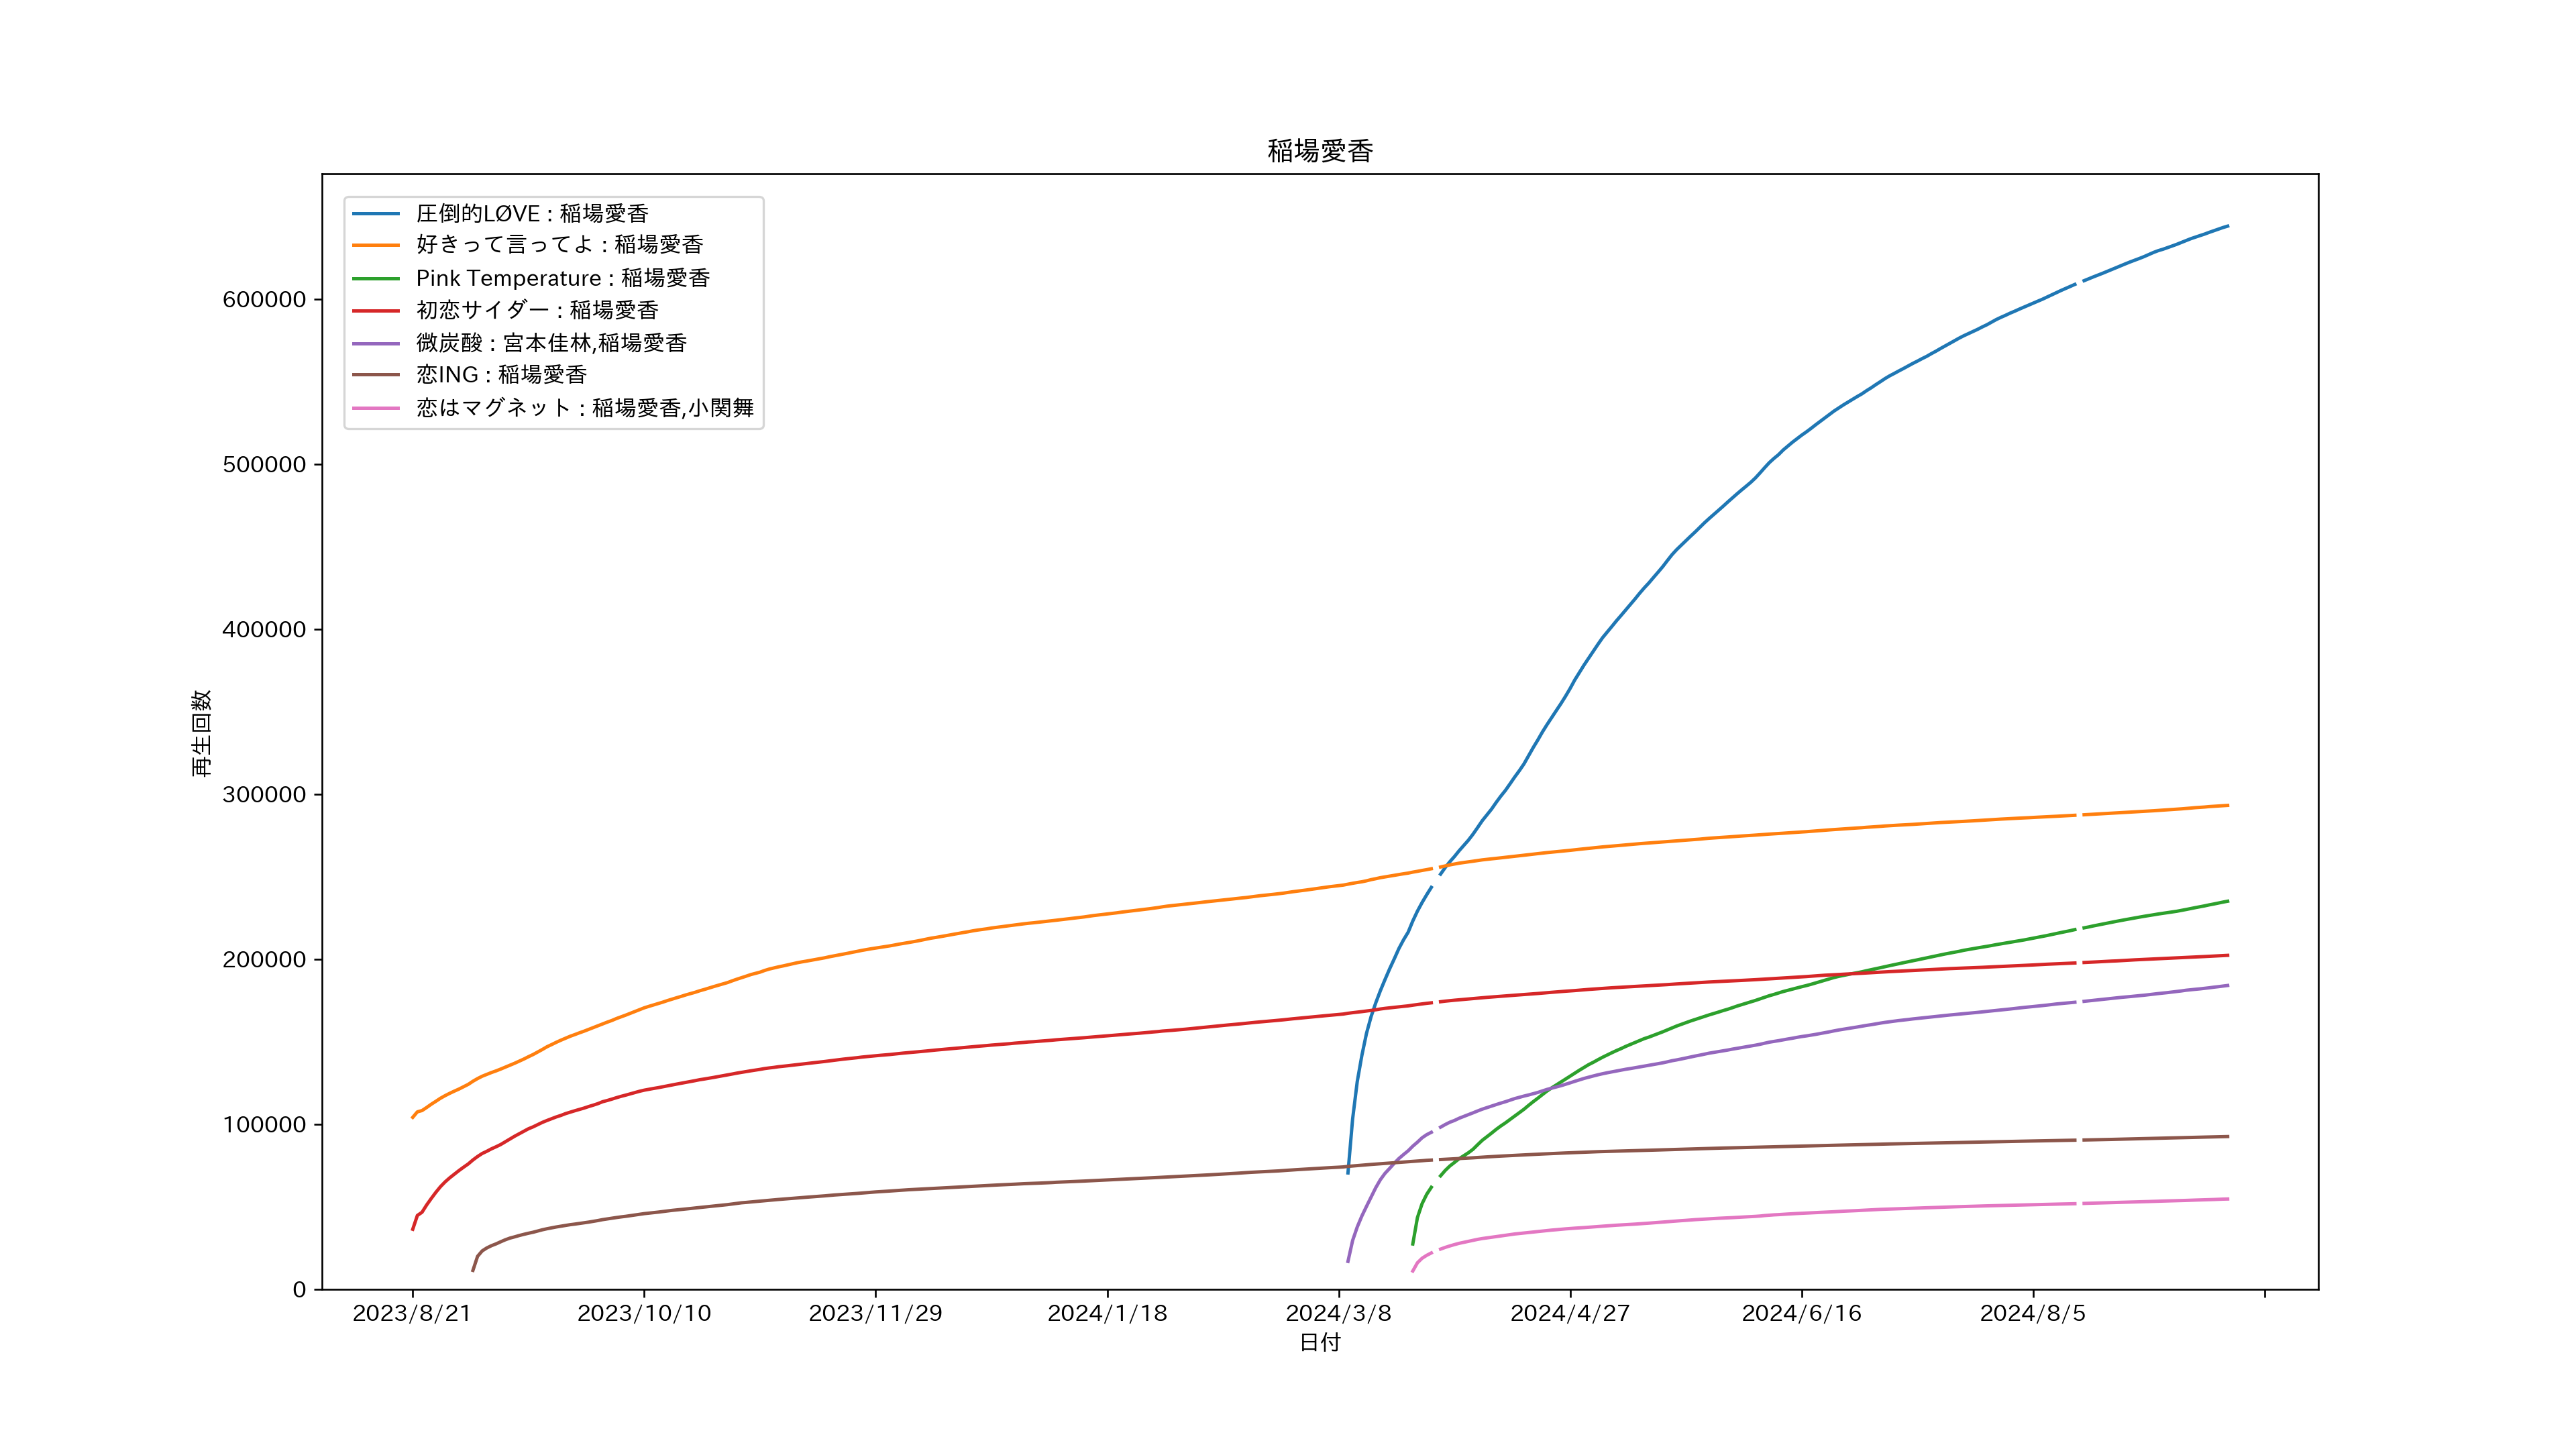 稲場愛香
圧倒的LØVE : 稲場愛香
好きって言ってよ : 稲場愛香
Pink Temperature : 稲場愛香
初恋サイダー : 稲場愛香
微炭酸 : 宮本佳林,稲場愛香
恋ING : 稲場愛香
恋はマグネット : 稲場愛香,小関舞
600000
500000
400000
300000
200000
100000
0
再生回数
2023/8/21 2023/10/10 2023/11/29 2024/1/18 2024/3/8 2024/4/27 2024/6/16 2024/8/5
日付